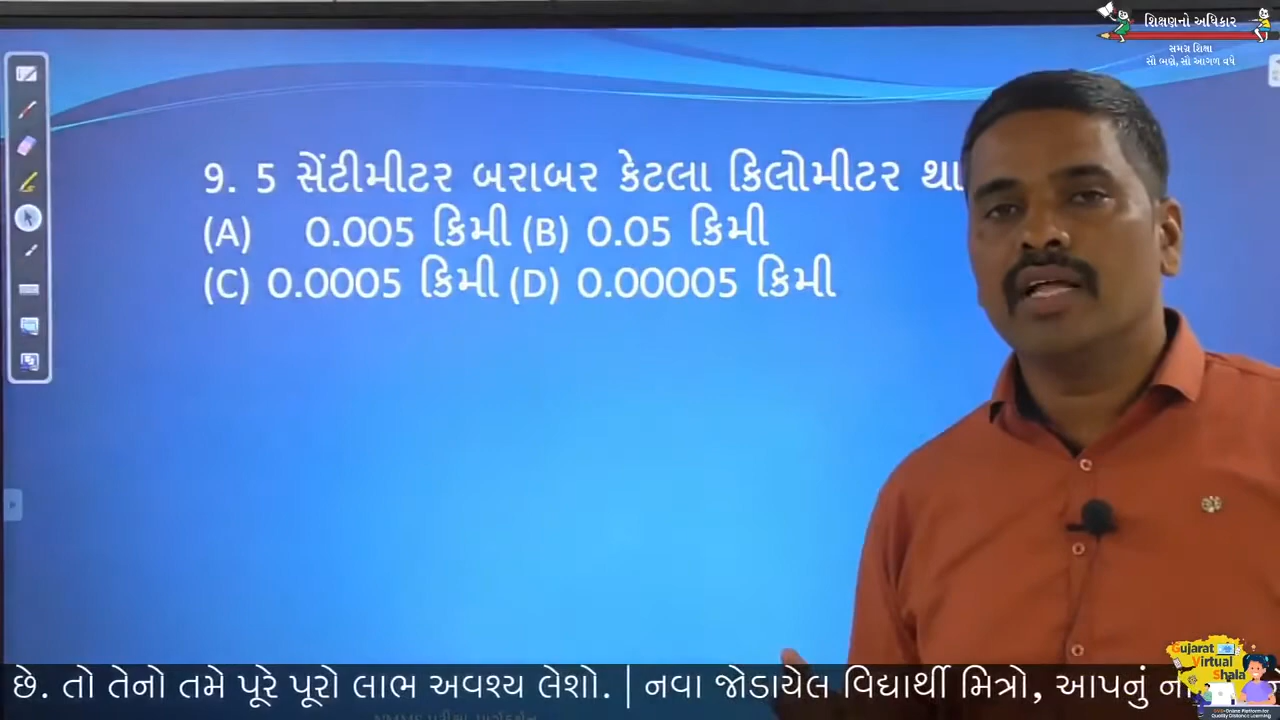 શિક્ષણનો અધિકાર
સમગ્ર શિક્ષા
સૌ ભણે, સૌ આગળ વધે
9. 5 સેંટીમીટર બરાબર કેટલા કિલોમીટર થા
(A) 0.005 કિમી (B) 0.05 કિમી
(C) 0.0005 કિમી (D) 0.00005 કિમી
Gujarat
Virtual
Shala
છે. તો તેનો તમે પૂરે પૂરો લાભ અવશ્ય લેશો. | નવા જોડાયેલ વિદ્યાર્થી મિત્રો, આપનું